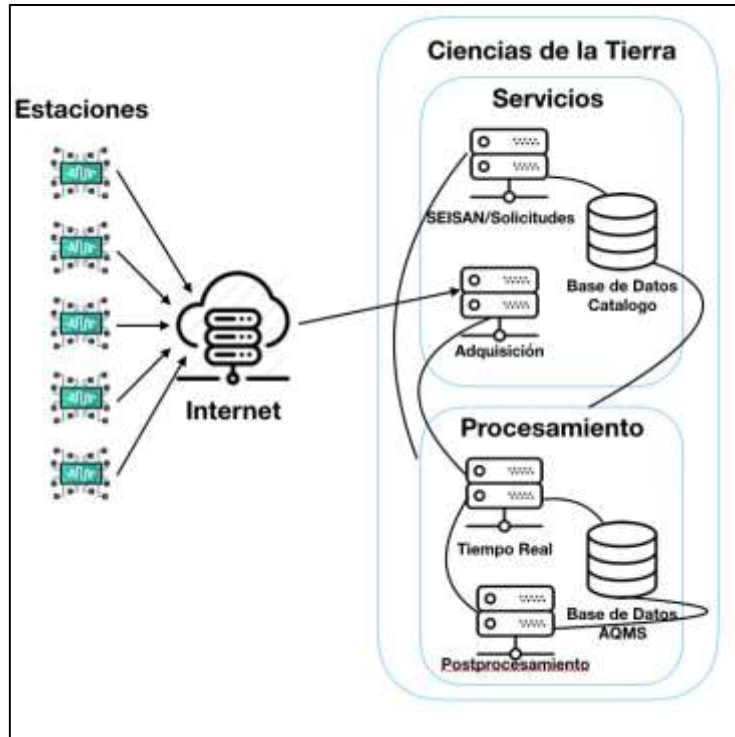 Ciencias de la Tierra
Servicios
Estaciones
SEISAN/Solicitudes
Base de Datos
Catalogo
Adquisición
Internet
Procesamiento
Tiempo Real
Base de Datos
AQMS
Postprocesamiento